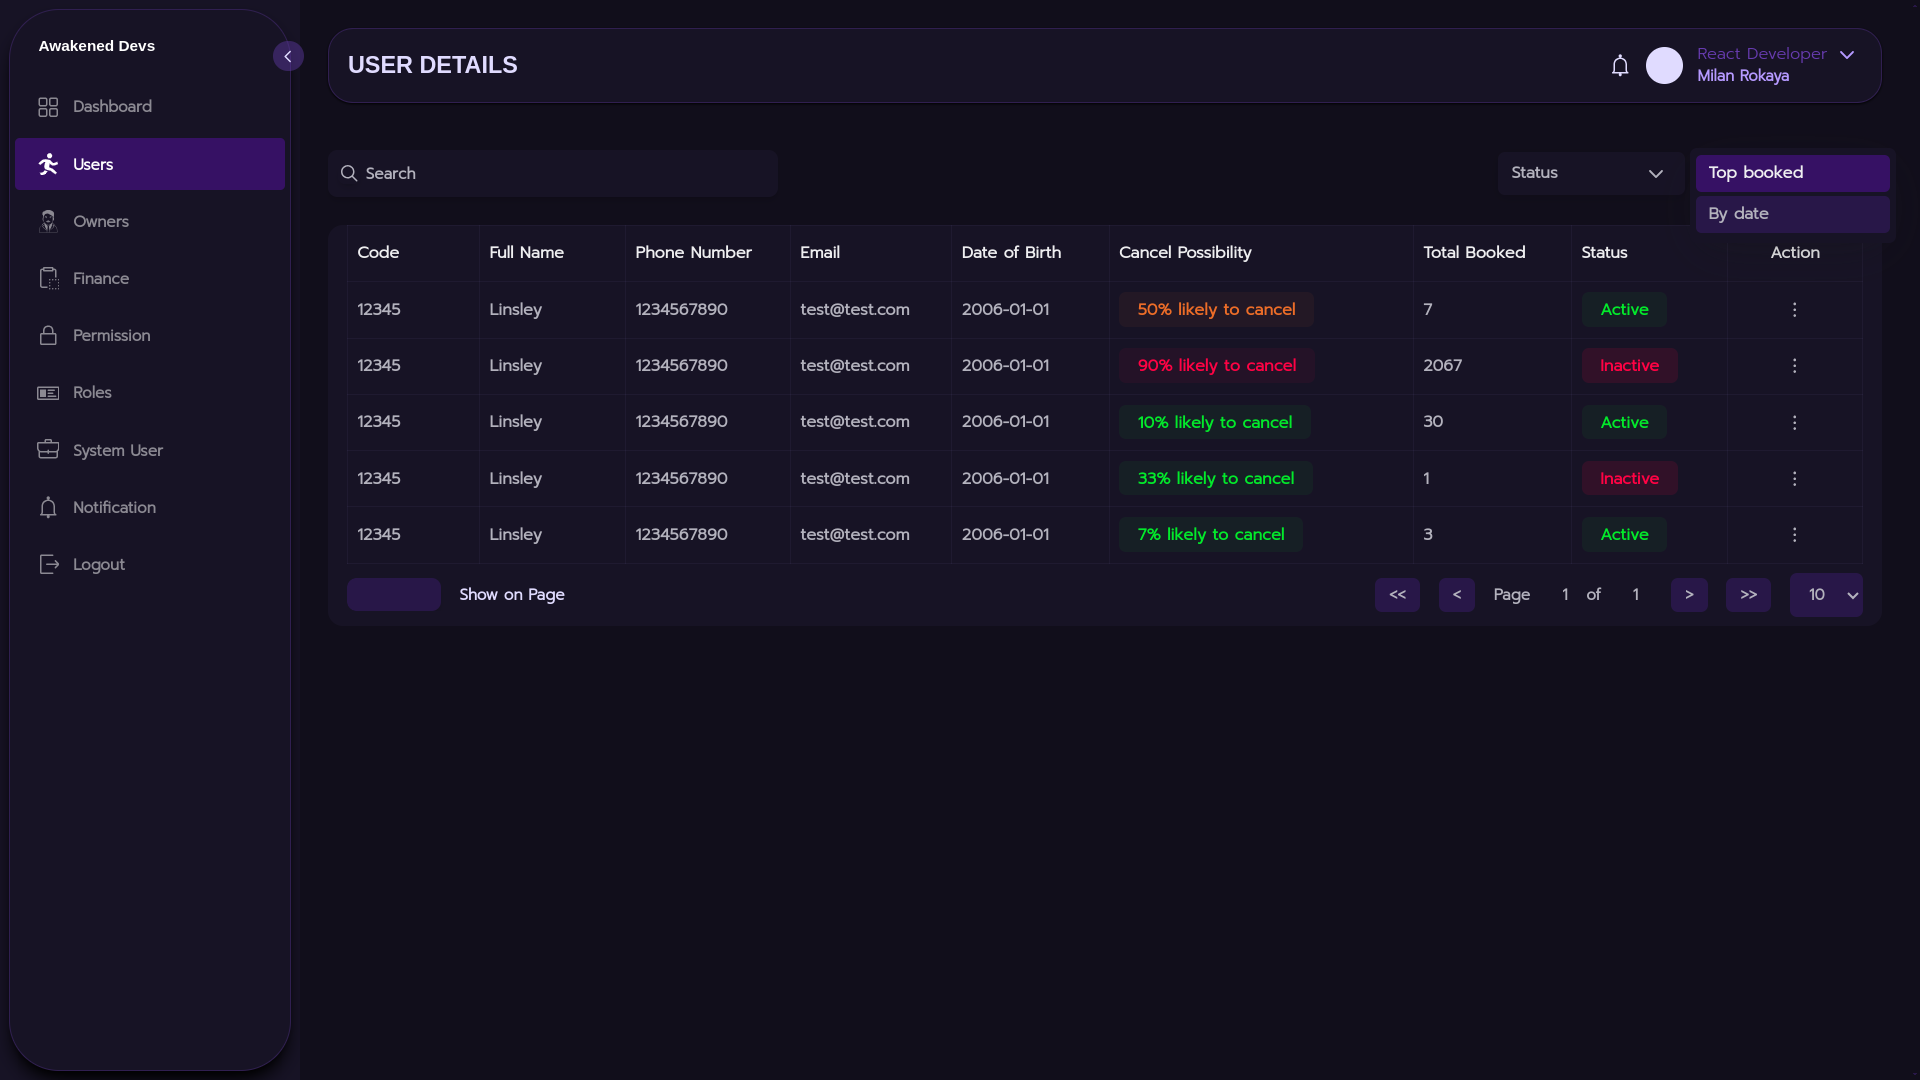 Awakened Devs
Dashboard
Users
Owners
Finance
Permission
Roles
System User
Notification
Logout
USER DETAILS
React Developer
Milan Rokaya
Search
Status
Top booked
By date
Code Full Name Phone Number Email Date of Birth Cancel Possibility Total Booked Status Action
12345 Linsley 1234567890 test@test.com 2006-01-01 50% likely to cancel 7 Active
12345 Linsley 1234567890 test@test.com 2006-01-01 90% likely to cancel 2067 Inactive
12345 Linsley 1234567890 test@test.com 2006-01-01 10% likely to cancel 30 Active
12345 Linsley 1234567890 test@test.com 2006-01-01 33% likely to cancel 1 Inactive
12345 Linsley 1234567890 test@test.com 2006-01-01 7% likely to cancel 3 Active
Show on Page << < Page 1 of 1 > >> 10